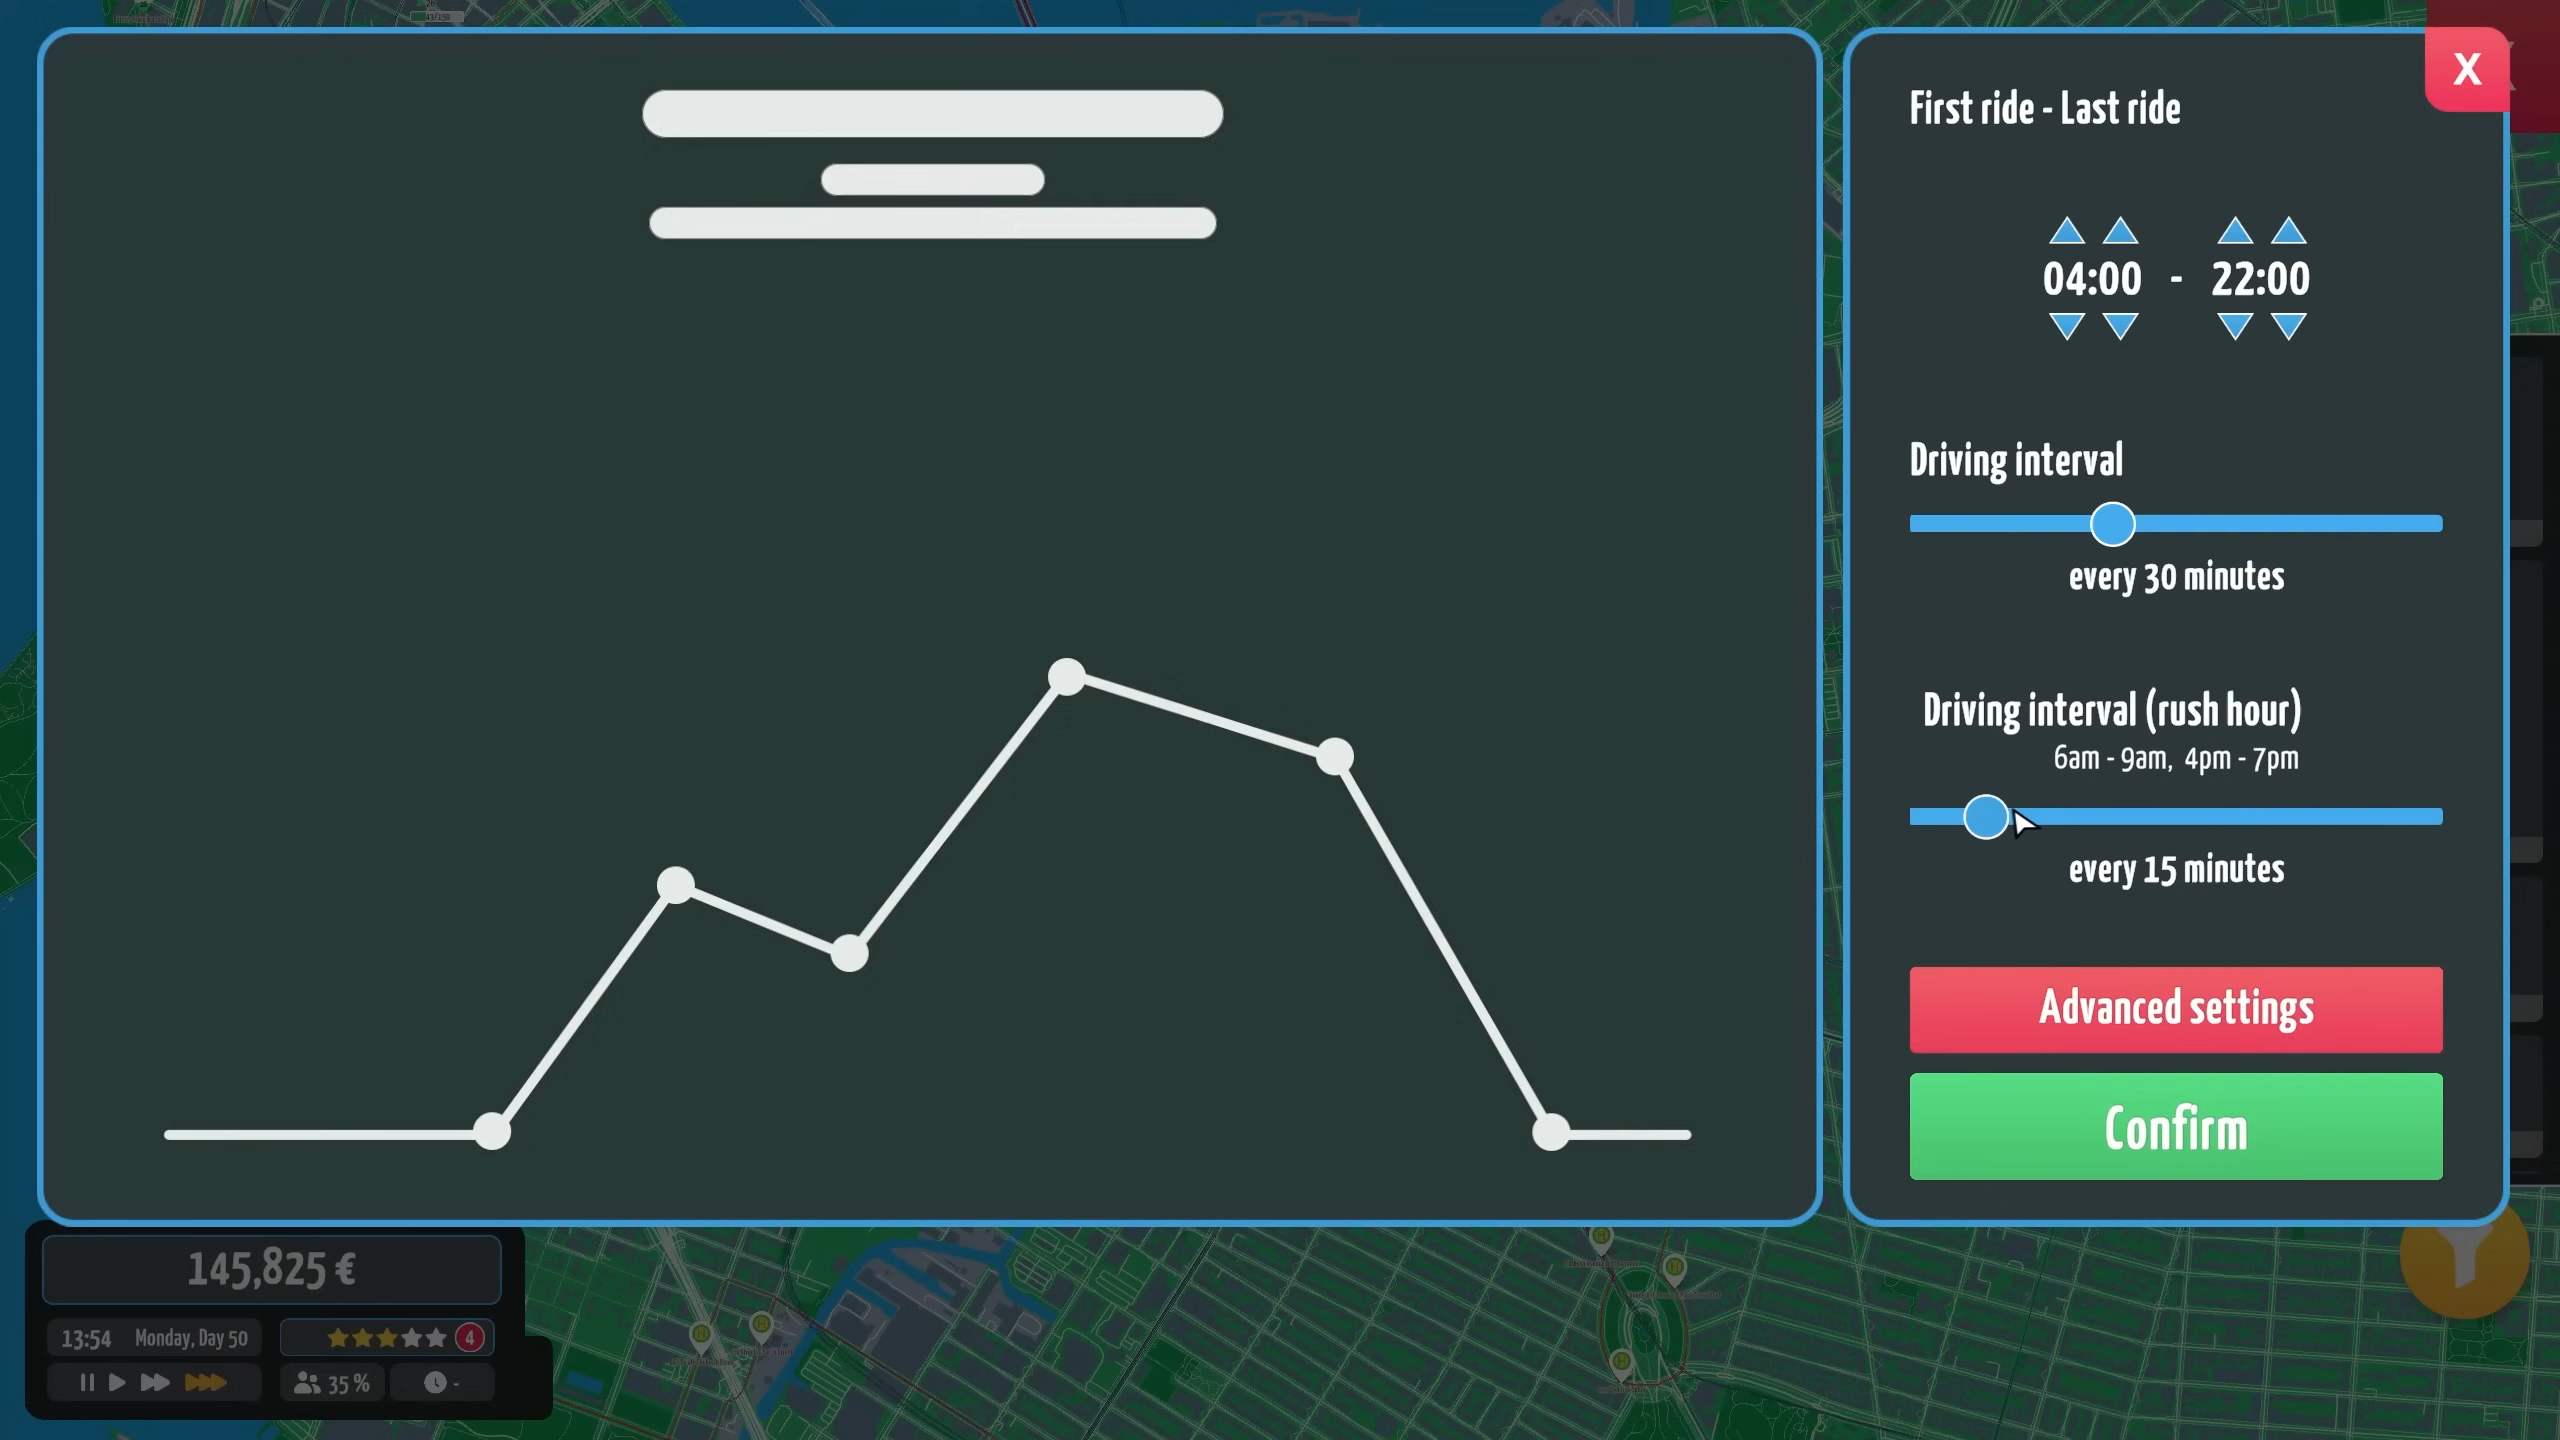 X
First ride - Last ride
04:00 - 22:00
Driving interval
every 30 minutes
Driving interval (rush hour)
6am - 9am, 4pm - 7pm
every 15 minutes
Advanced settings
Confirm
145,825 €
13:54 Monday, Day 50
4
35 %
-